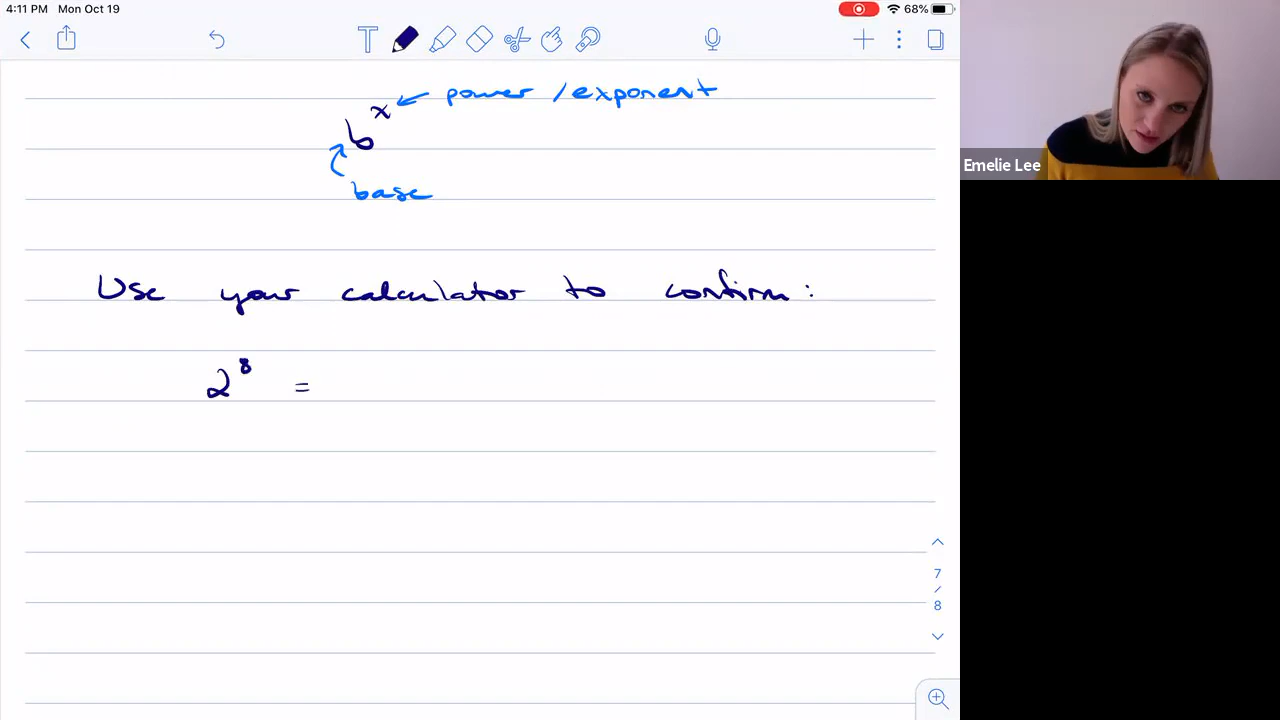 4:11 PM Mon Oct 19
68%
T
power / exponent
b^x
base
Emelie Lee
Use your calculator to confirm:
2^8 =
7
/
8